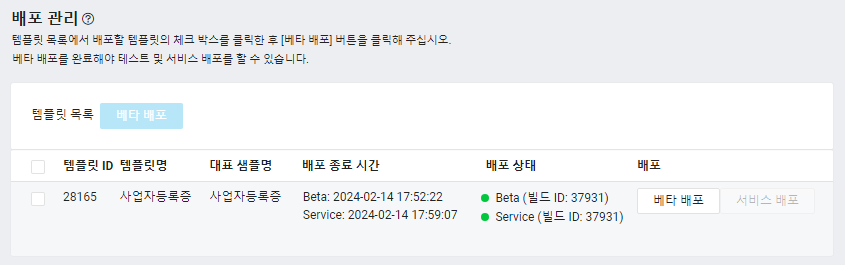 배포 관리 ?
템플릿 목록에서 배포할 템플릿의 체크 박스를 클릭한 후 [베타 배포] 버튼을 클릭해 주십시오.
베타 배포를 완료해야 테스트 및 서비스 배포를 할 수 있습니다.
템플릿 목록 베타 배포
템플릿 ID 템플릿명 대표 샘플명 배포 종료 시간 배포 상태 배포
28165 사업자등록증 사업자등록증 Beta: 2024-02-14 17:52:22 Beta (빌드 ID: 37931) 베타 배포 서비스 배포
Service: 2024-02-14 17:59:07 Service (빌드 ID: 37931)